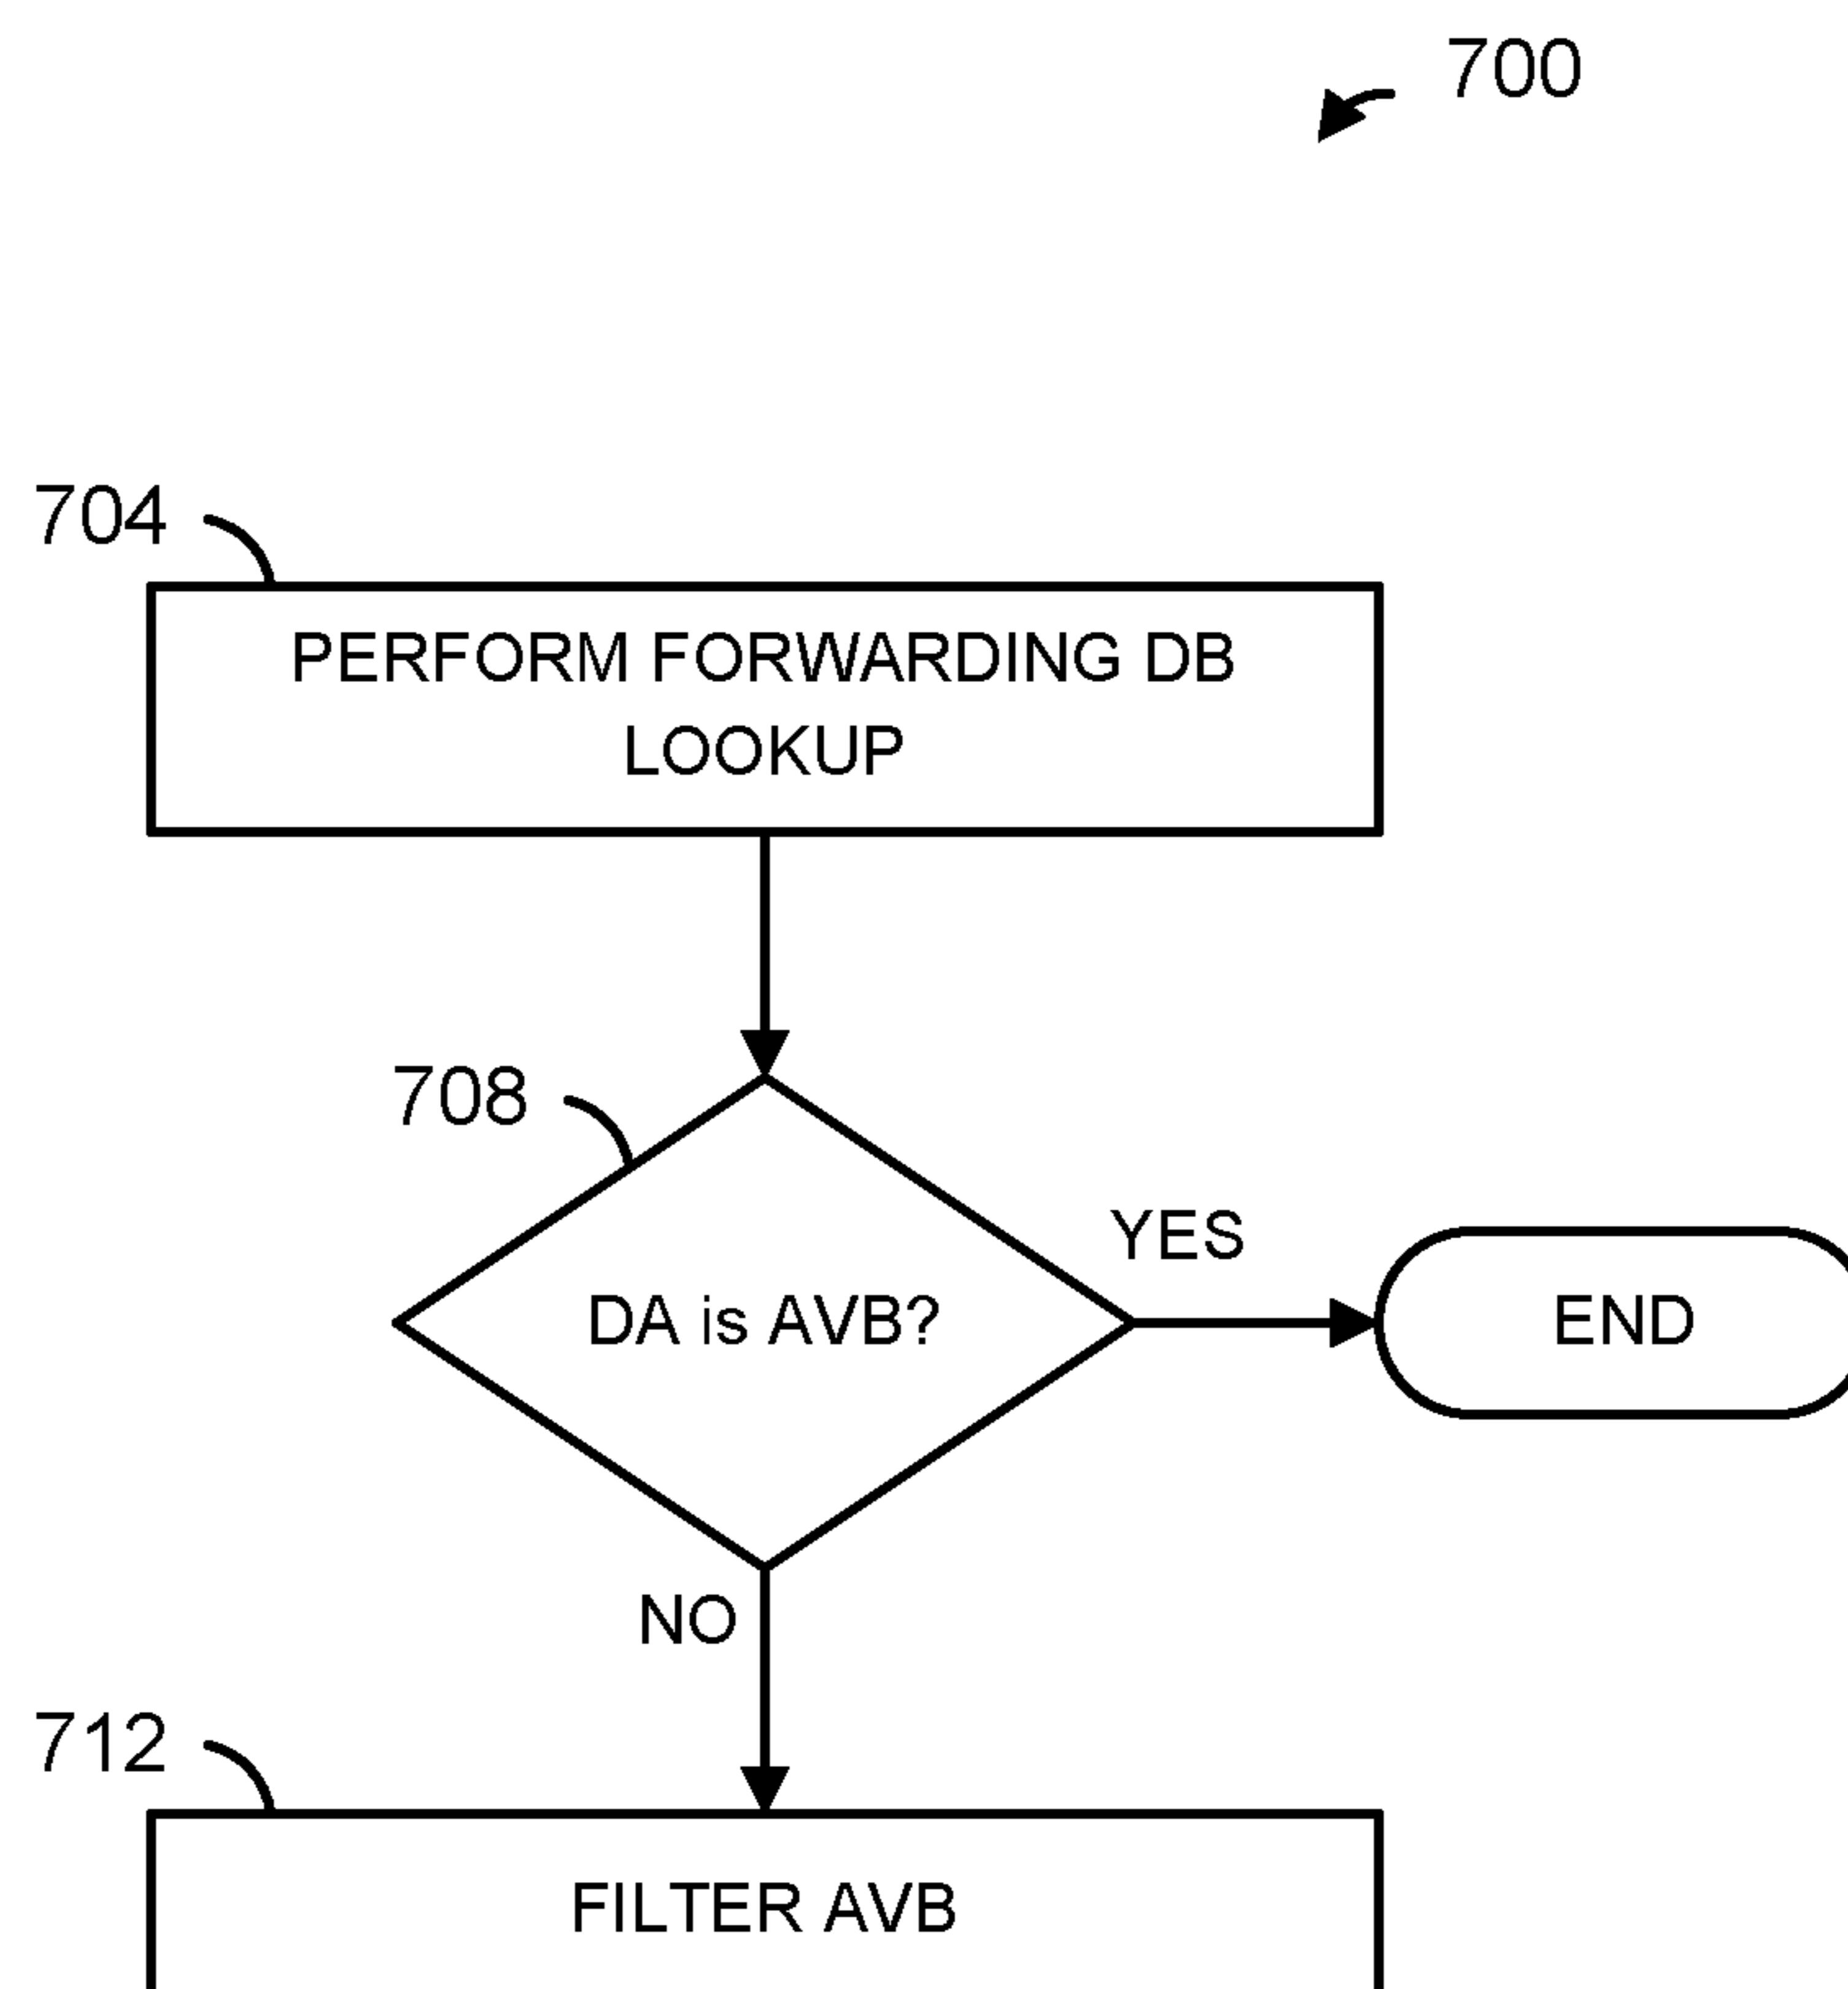 700
704
PERFORM FORWARDING DB
LOOKUP
708
DA is AVB?
YES
END
NO
712
FILTER AVB